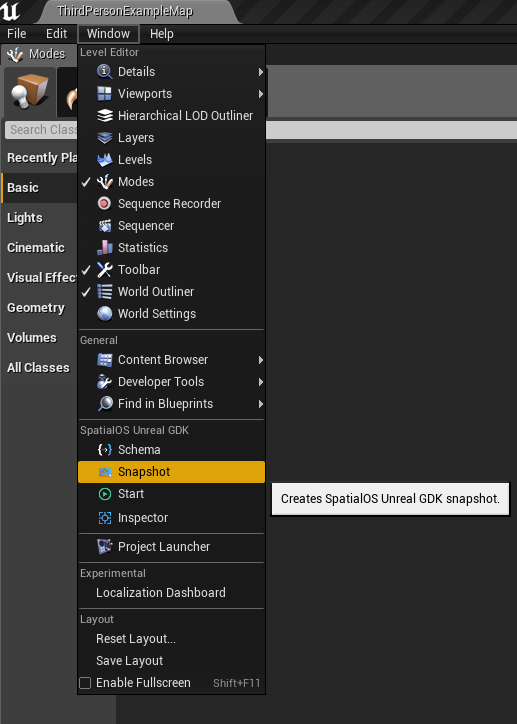 ThirdPersonExampleMap
File Edit Window Help
Modes
Level Editor
Details
Viewports
Hierarchical LOD Outliner
Layers
Levels
Modes
Sequence Recorder
Sequencer
Statistics
Toolbar
World Outliner
World Settings
General
Content Browser
Developer Tools
Find in Blueprints
SpatialOS Unreal GDK
Schema
Snapshot
Start
Inspector
Project Launcher
Experimental
Localization Dashboard
Layout
Reset Layout...
Save Layout
Enable Fullscreen Shift+F11
Search Clas
Recently Pla
Basic
Lights
Cinematic
Visual Effec
Geometry
Volumes
All Classes
Creates SpatialOS Unreal GDK snapshot.